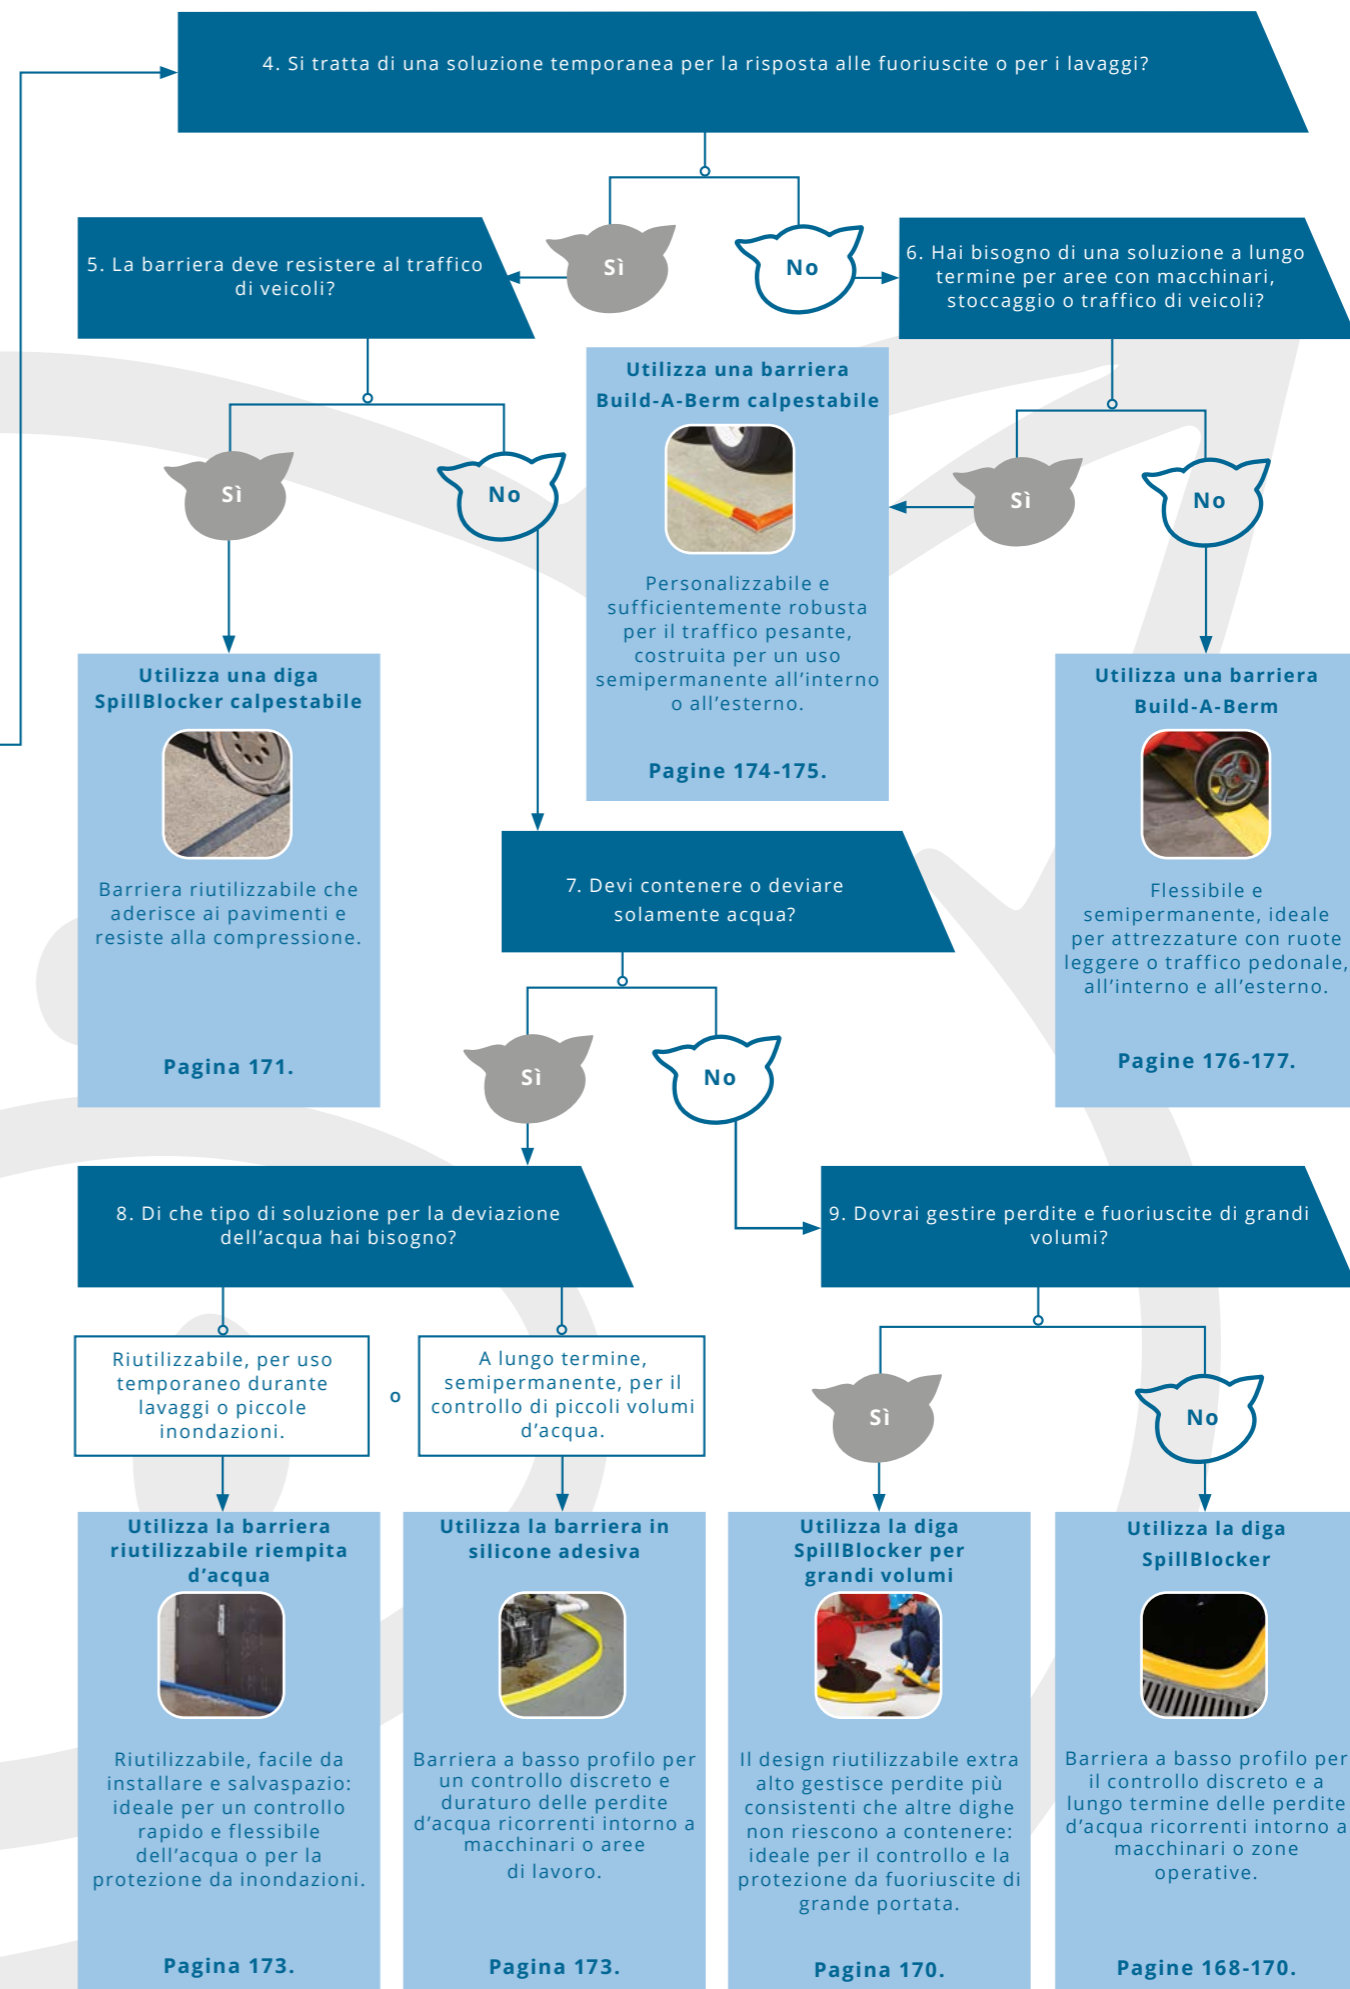 4. Si tratta di una soluzione temporanea per la risposta alle fuoriuscite o per i lavaggi?
Sì
No
5. La barriera deve resistere al traffico
di veicoli?
6. Hai bisogno di una soluzione a lungo
termine per aree con macchinari,
stoccaggio o traffico di veicoli?
Sì
No
Utilizza una barriera
Build-A-Berm calpestabile
Personalizzabile e
sufficientemente robusta
per il traffico pesante,
costruita per un uso
semipermanente all'interno
o all'esterno.
Pagine 174-175.
Sì
No
Utilizza una diga
SpillBlocker calpestabile
Barriera riutilizzabile che
aderisce ai pavimenti e
resiste alla compressione.
Pagina 171.
Utilizza una barriera
Build-A-Berm
Flessibile e
semipermanente, ideale
per attrezzature con ruote
leggere o traffico pedonale,
all'interno e all'esterno.
Pagine 176-177.
7. Devi contenere o deviare
solamente acqua?
Sì
No
8. Di che tipo di soluzione per la deviazione
dell'acqua hai bisogno?
9. Dovrai gestire perdite e fuoriuscite di grandi
volumi?
Riutilizzabile, per uso
temporaneo durante
lavaggi o piccole
inondazioni.
o
A lungo termine,
semipermanente, per il
controllo di piccoli volumi
d'acqua.
Sì
No
Utilizza la barriera
riutilizzabile riempita
d'acqua
Riutilizzabile, facile da
installare e salvaspazio:
ideale per un controllo
rapido e flessibile
dell'acqua o per la
protezione da inondazioni.
Pagina 173.
Utilizza la barriera in
silicone adesiva
Barriera a basso profilo per
un controllo discreto e
duraturo delle perdite
d'acqua ricorrenti intorno a
macchinari o aree
di lavoro.
Pagina 173.
Utilizza la diga
SpillBlocker per
grandi volumi
Il design riutilizzabile extra
alto gestisce perdite più
consistenti che altre dighe
non riescono a contenere:
ideale per il controllo e la
protezione da fuoriuscite di
grande portata.
Pagina 170.
Utilizza la diga
SpillBlocker
Barriera a basso profilo per
il controllo discreto e a
lungo termine delle perdite
d'acqua ricorrenti intorno a
macchinari o zone
operative.
Pagine 168-170.